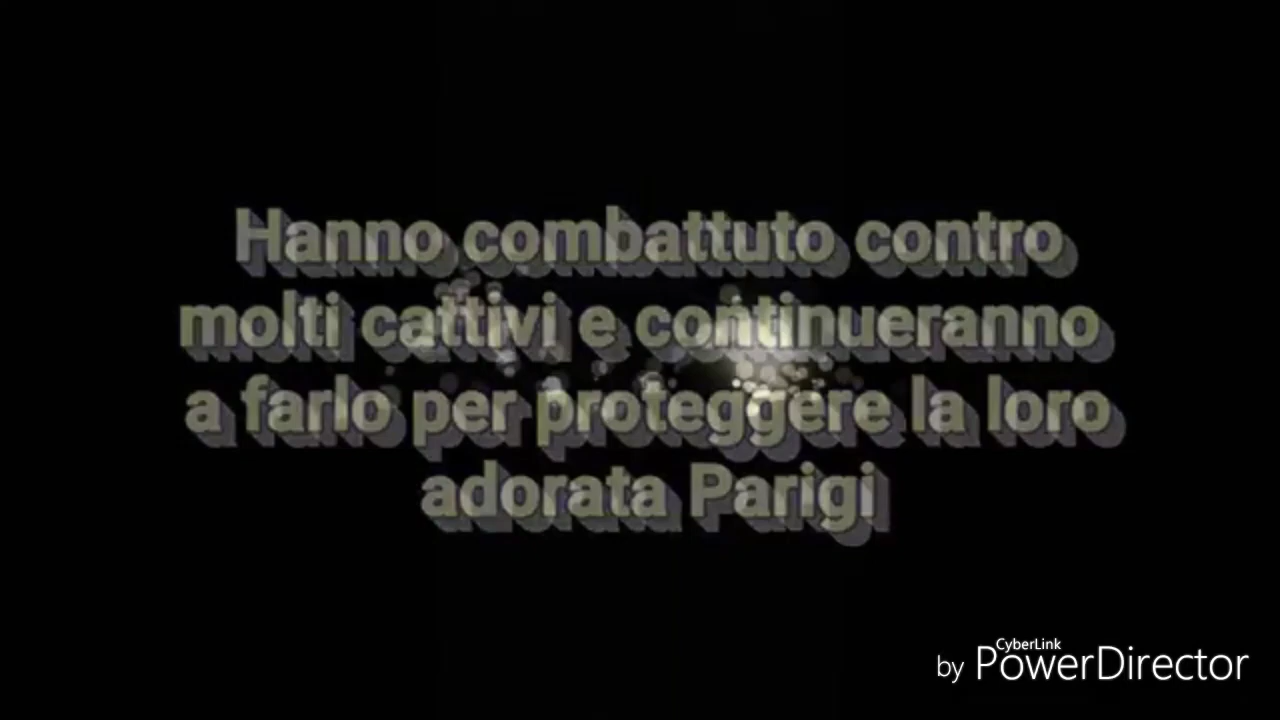 Hanno combattuto contro
molti cattivi e continueranno
a farlo per proteggere la loro
adorata Parigi
CyberLink
by PowerDirector